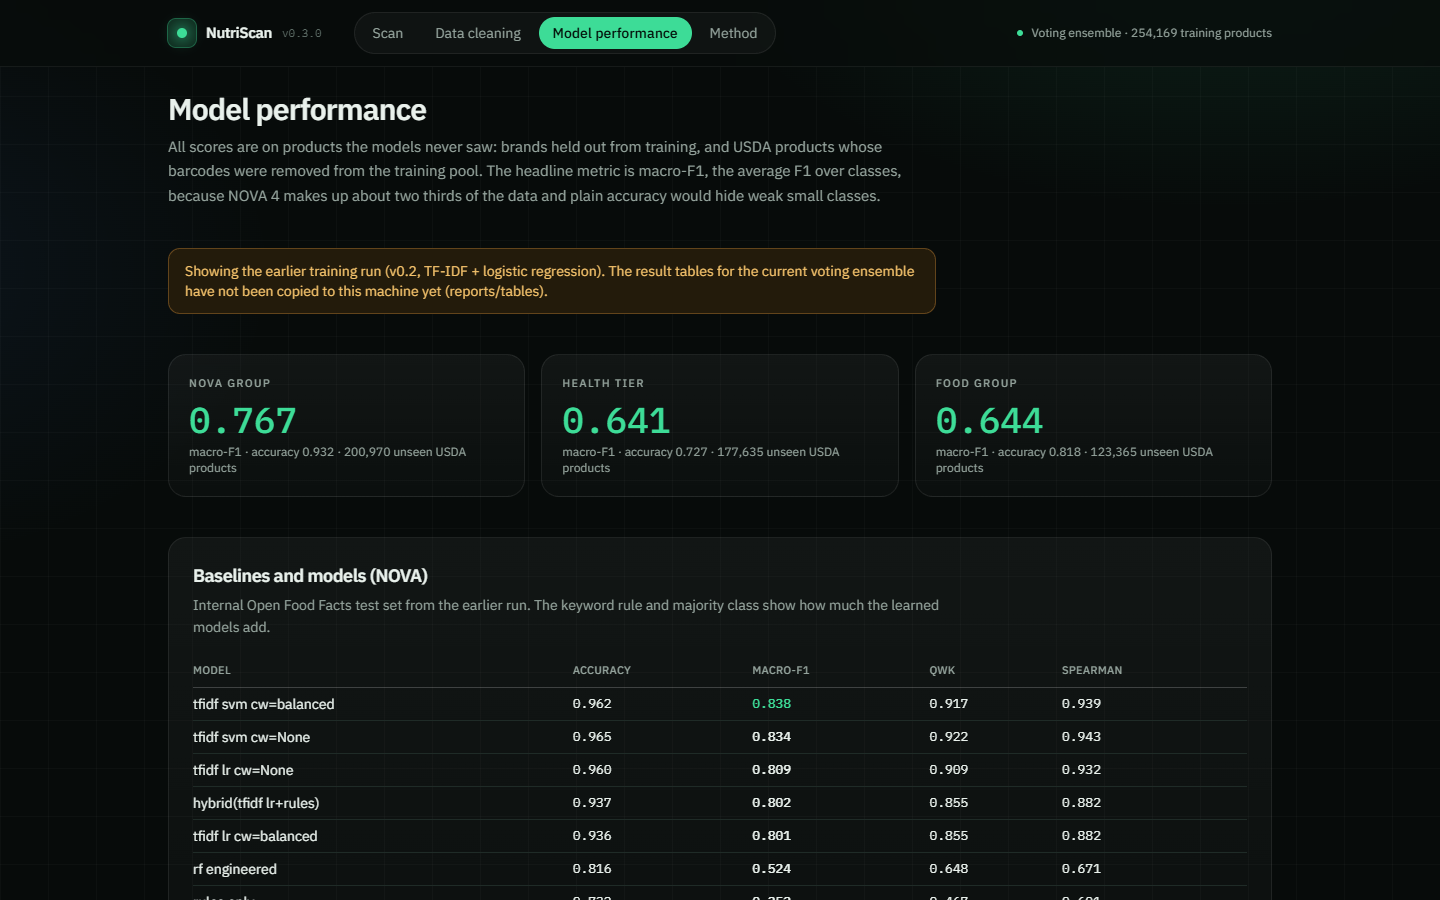 NutriScan v0.3.0
Scan
Data cleaning
Model performance
Method
Voting ensemble · 254,169 training products
Model performance
All scores are on products the models never saw: brands held out from training, and USDA products whose
barcodes were removed from the training pool. The headline metric is macro-F1, the average F1 over classes,
because NOVA 4 makes up about two thirds of the data and plain accuracy would hide weak small classes.
Showing the earlier training run (v0.2, TF-IDF + logistic regression). The result tables for the current voting ensemble
have not been copied to this machine yet (reports/tables).
NOVA GROUP
0.767
macro-F1 · accuracy 0.932 · 200,970 unseen USDA
products
HEALTH TIER
0.641
macro-F1 · accuracy 0.727 · 177,635 unseen USDA
products
FOOD GROUP
0.644
macro-F1 · accuracy 0.818 · 123,365 unseen USDA
products
Baselines and models (NOVA)
Internal Open Food Facts test set from the earlier run. The keyword rule and majority class show how much the learned
models add.
MODEL ACCURACY MACRO-F1 QWK SPEARMAN
tfidf svm cw=balanced 0.962 0.838 0.917 0.939
tfidf svm cw=None 0.965 0.834 0.922 0.943
tfidf lr cw=None 0.960 0.809 0.909 0.932
hybrid(tfidf lr+rules) 0.937 0.802 0.855 0.882
tfidf lr cw=balanced 0.936 0.801 0.855 0.882
rf engineered 0.816 0.524 0.648 0.671